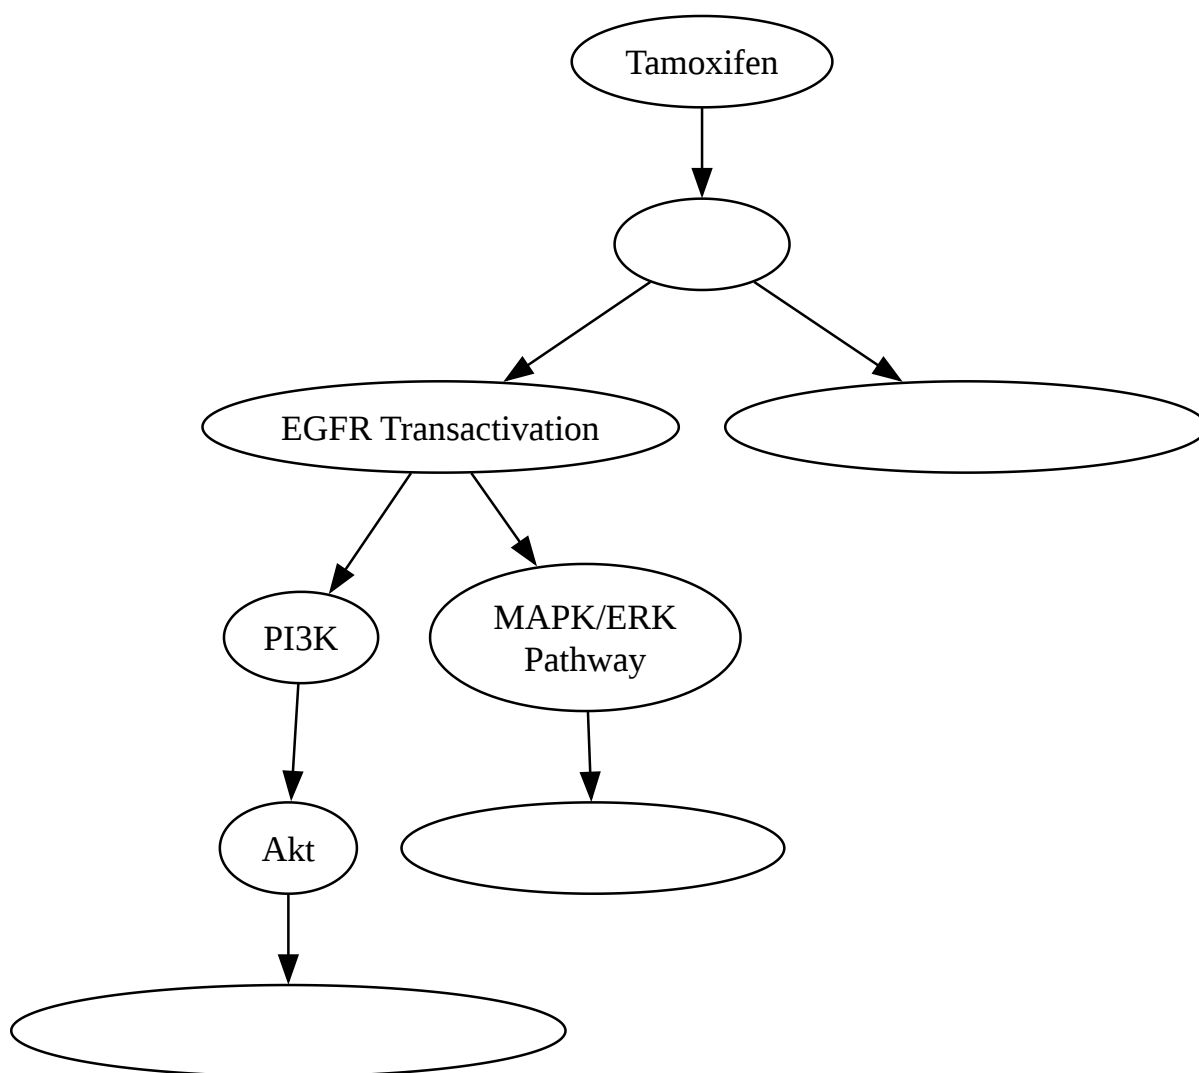 Tamoxifen
EGFR Transactivation
PI3K
MAPK/ERK
Pathway
Akt